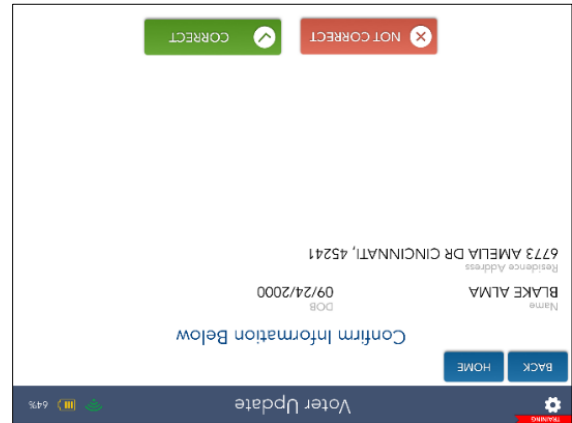 TRAINING
Voter Update
64%
BACK HOME
Confirm Information Below
Name DOB
BLAKE ALMA 09/24/2000
Residence Address
6773 AMELIA DR CINCINNATI, 45241
NOT CORRECT CORRECT